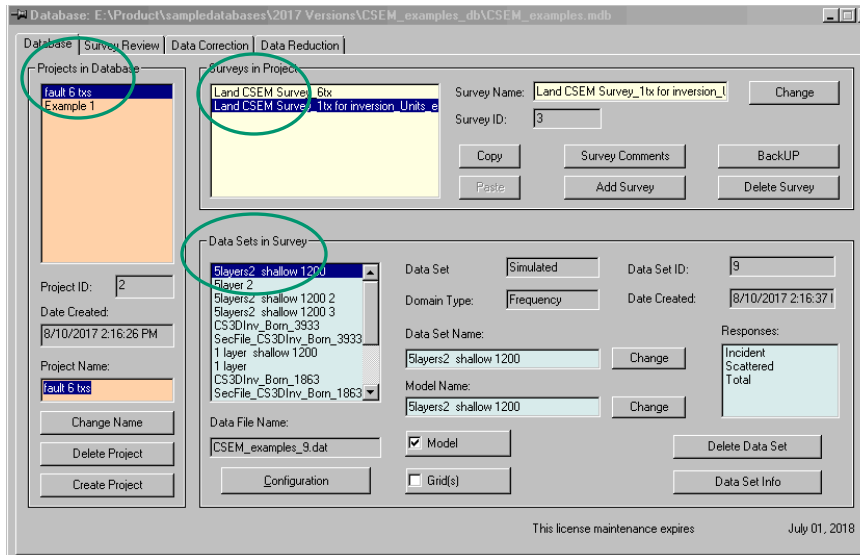 Database: E:\Product\sampledatabases\2017 Versions\CSEM_examples_db\CSEM_examples.mdb
Database Survey Review Data Correction Data Reduction
Projects in Database
fault 6 txs
Example 1
Project ID: 2
Date Created:
8/10/2017 2:16:26 PM
Project Name:
fault 6 txs
Change Name
Delete Project
Create Project
Surveys in Project
Land CSEM Survey_6tx
Land CSEM Survey_1tx for inversion_Units_e
Survey Name: Land CSEM Survey_1tx for inversion_U Change
Survey ID: 3
Copy Survey Comments BackUP
Paste Add Survey Delete Survey
Data Sets in Survey
5layers2 shallow 1200
5layer 2
5layers2 shallow 1200 2
5layers2 shallow 1200 3
CS3DInv_Born_3933
SecFile_CS3DInv_Born_3933
1 layer shallow 1200
1 layer
CS3DInv_Born_1863
SecFile_CS3DInv_Born_1863
Data File Name:
CSEM_examples_9.dat
Configuration
Data Set Simulated Data Set ID: 9
Domain Type: Frequency Date Created: 8/10/2017 2:16:37
Data Set Name:
5layers2 shallow 1200 Change
Model Name:
5layers2 shallow 1200 Change
Responses:
Incident
Scattered
Total
Model
Grid(s)
Delete Data Set
Data Set Info
This license maintenance expires July 01, 2018